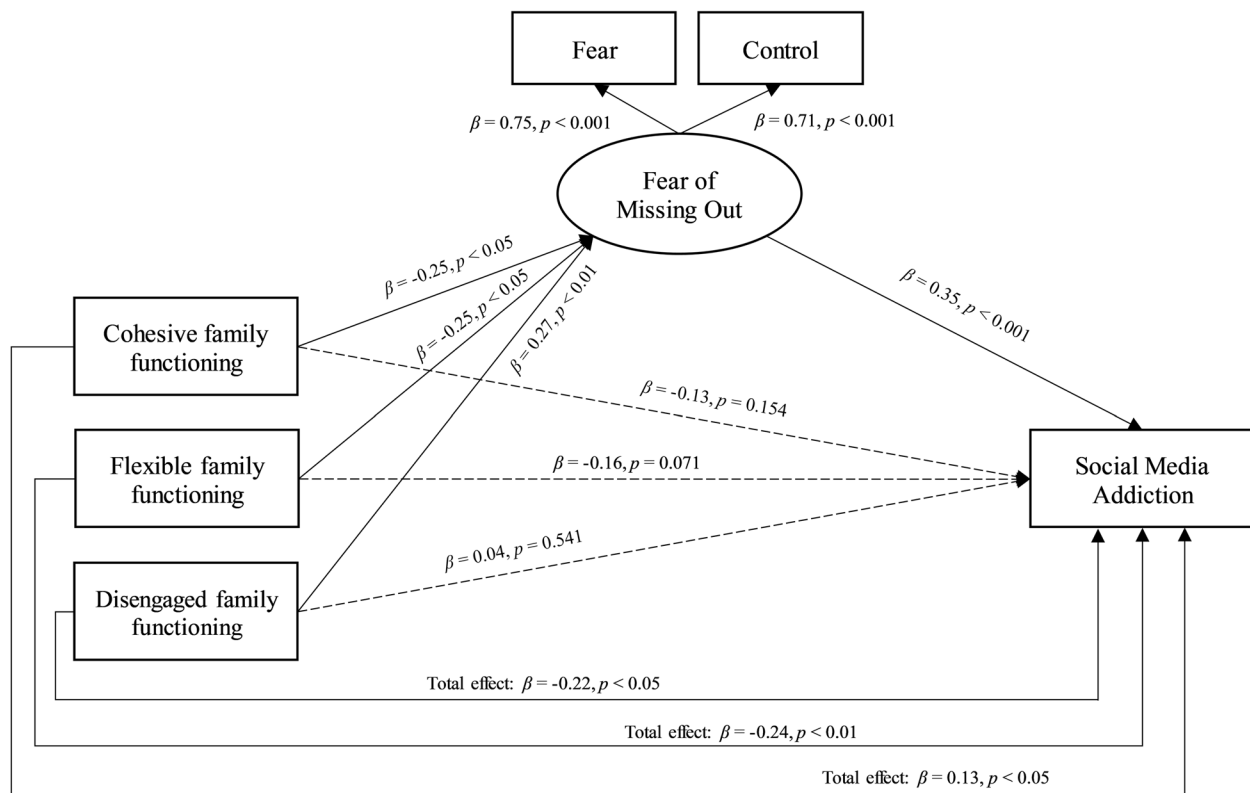 Fear
Control
β = 0.75, p < 0.001
β = 0.71, p < 0.001
Fear of
Missing Out
β = -0.25, p < 0.05
β = -0.25, p < 0.05
β = 0.27, p < 0.01
β = 0.35, p < 0.001
Cohesive family
functioning
β = -0.13, p = 0.154
Flexible family
functioning
β = -0.16, p = 0.071
Social Media
Addiction
β = 0.04, p = 0.541
Disengaged family
functioning
Total effect: β = -0.22, p < 0.05
Total effect: β = -0.24, p < 0.01
Total effect: β = 0.13, p < 0.05